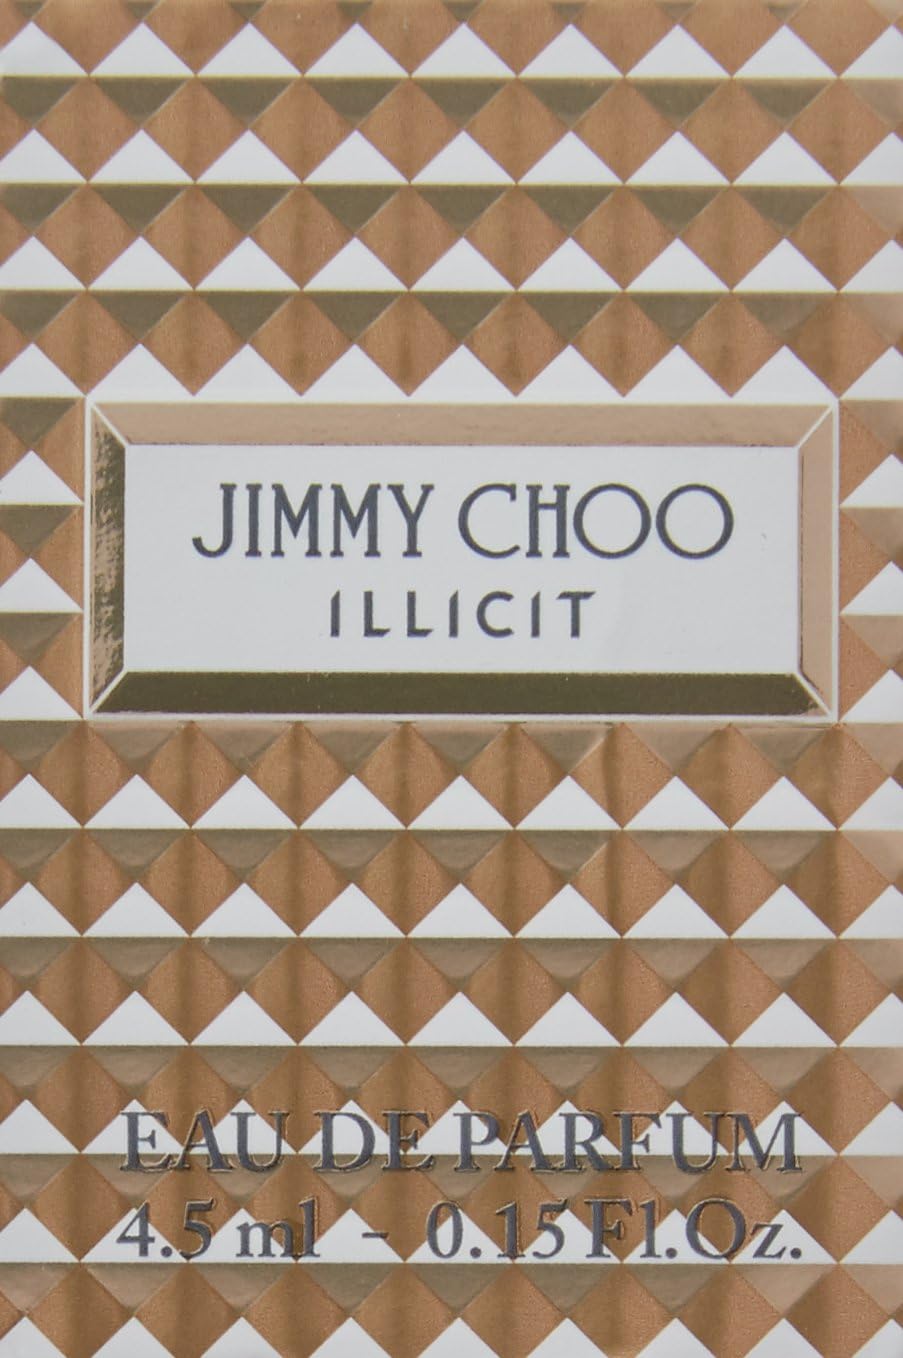 JIMMY CHOO
ILLICIT
EAU DE PARFUM
4.5 ml - 0.15 Fl.Oz.